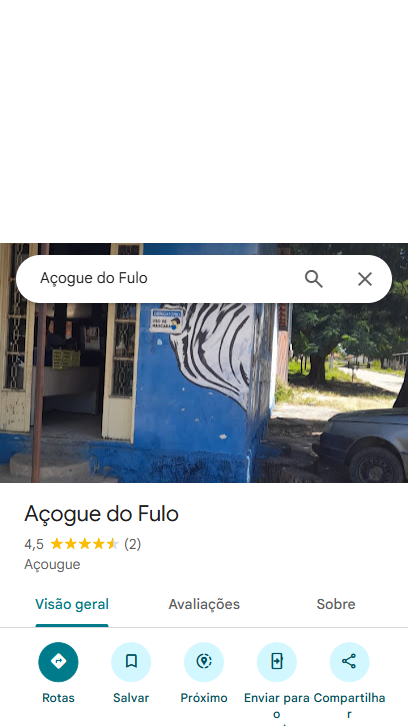 Açogue do Fulo
OBRIGATÓRIO
USO DE
MÁSCARA
Açogue do Fulo
4,5 (2)
Açougue
Visão geral Avaliações Sobre
Rotas Salvar Próximo Enviar para o Compartilhar